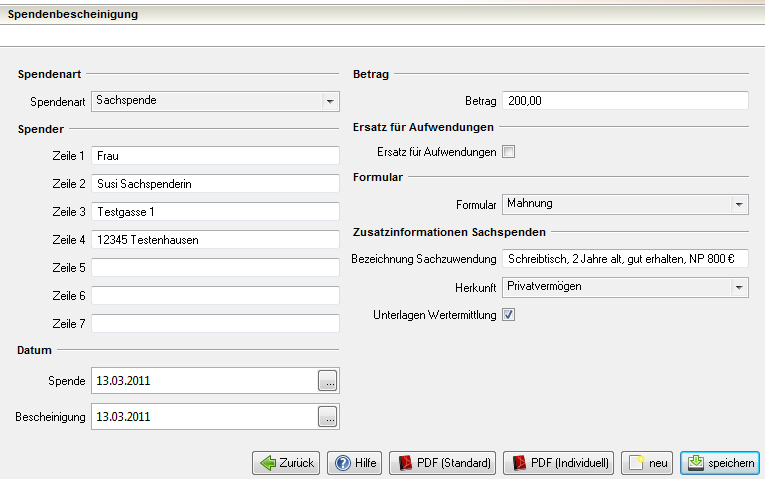 Spendenbescheinigung
Spendenart
Spendenart Sachspende
Spender
Zeile 1 Frau
Zeile 2 Susi Sachspenderin
Zeile 3 Testgasse 1
Zeile 4 12345 Testenhausen
Zeile 5
Zeile 6
Zeile 7
Datum
Spende 13.03.2011 ...
Bescheinigung 13.03.2011 ...
Betrag
Betrag 200,00
Ersatz für Aufwendungen
Ersatz für Aufwendungen
Formular
Formular Mahnung
Zusatzinformationen Sachspenden
Bezeichnung Sachzuwendung Schreibtisch, 2 Jahre alt, gut erhalten, NP 800 €
Herkunft Privatvermögen
Unterlagen Wertermittlung
Zurück Hilfe PDF (Standard) PDF (Individuell) neu speichern